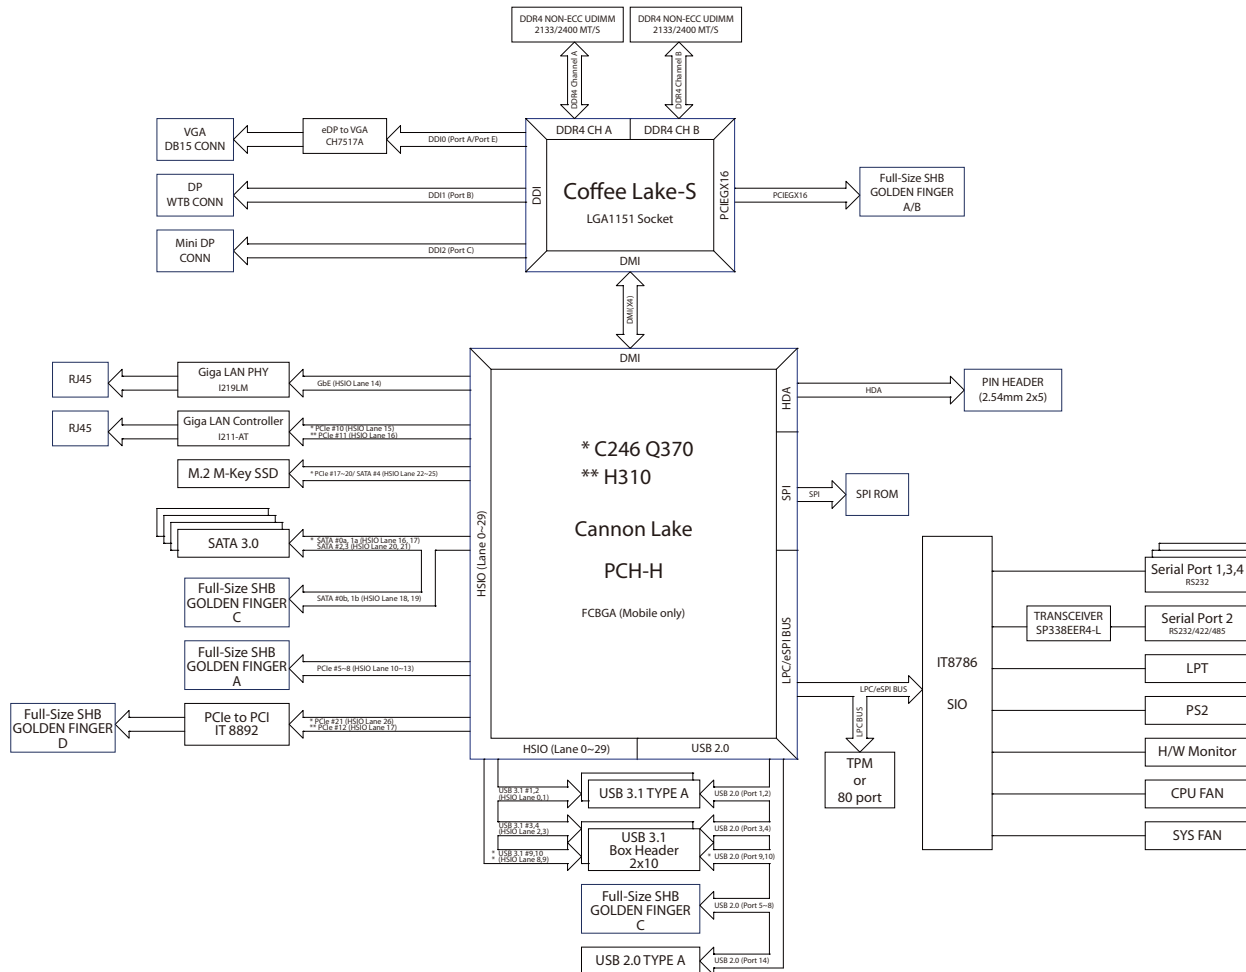 DDR4 NON-ECC UDIMM
2133/2400 MT/S
DDR4 NON-ECC UDIMM
2133/2400 MT/S
DDR4 Channel A
DDR4 Channel B
VGA
DB15 CONN
eDP to VGA
CH7517A
DDI0 (Port A/Port E)
DP
WTB CONN
DDI1 (Port B)
Mini DP
CONN
DDI2 (Port C)
DDR4 CH A
DDR4 CH B
DDI
Coffee Lake-S
LGA1151 Socket
PCIEGX16
DMI
PCIEGX16
Full-Size SHB
GOLDEN FINGER
A/B
DMI(X4)
DMI
RJ45
Giga LAN PHY
I219LM
GbE (HSIO Lane 14)
RJ45
Giga LAN Controller
I211-AT
* PCIe #10 (HSIO Lane 15)
** PCIe #11 (HSIO Lane 16)
M.2 M-Key SSD
* PCIe #17~20/ SATA #4 (HSIO Lane 22~25)
SATA 3.0
* SATA #0a, 1a (HSIO Lane 16, 17)
SATA #2,3 (HSIO Lane 20, 21)
Full-Size SHB
GOLDEN FINGER
C
SATA #0b, 1b (HSIO Lane 18, 19)
Full-Size SHB
GOLDEN FINGER
A
PCIe #5~8 (HSIO Lane 10~13)
Full-Size SHB
GOLDEN FINGER
D
PCIe to PCI
IT 8892
* PCIe #21 (HSIO Lane 26)
** PCIe #12 (HSIO Lane 17)
HSIO (Lane 0~29)
* C246 Q370
** H310
Cannon Lake
PCH-H
FCBGA (Mobile only)
HDA
SPI
LPC/eSPI BUS
HSIO (Lane 0~29)
USB 2.0
HDA
PIN HEADER
(2.54mm 2x5)
SPI
SPI ROM
LPC/eSPI BUS
LPC BUS
TPM
or
80 port
IT8786
SIO
Serial Port 1,3,4
RS232
TRANSCEIVER
SP338EER4-L
Serial Port 2
RS232/422/485
LPT
PS2
H/W Monitor
CPU FAN
SYS FAN
USB 3.1 #1,2
(HSIO Lane 0,1)
USB 3.1 TYPE A
USB 2.0 (Port 1,2)
USB 3.1 #3,4
(HSIO Lane 2,3)
USB 2.0 (Port 3,4)
USB 3.1
Box Header
2x10
* USB 3.1 #9,10
* (HSIO Lane 8,9)
* USB 2.0 (Port 9,10)
Full-Size SHB
GOLDEN FINGER
C
USB 2.0 (Port 5~8)
USB 2.0 TYPE A
USB 2.0 (Port 14)